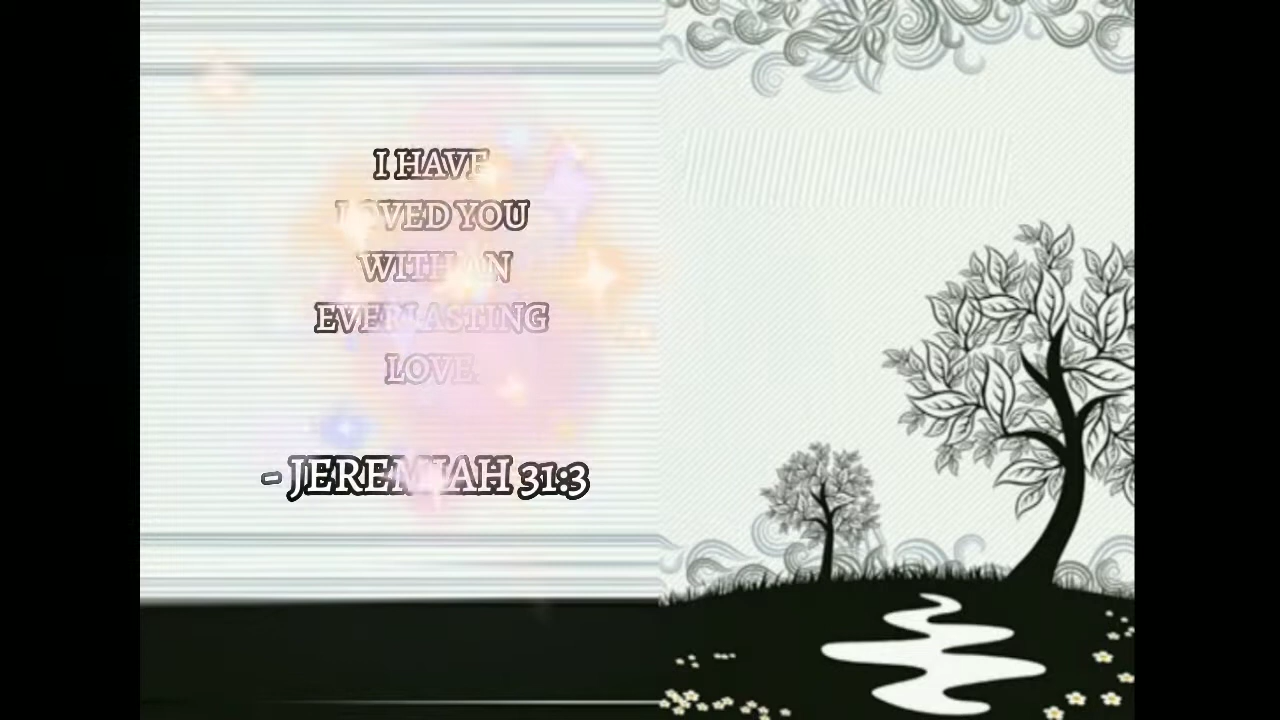 I HAVE
LOVED YOU
WITH AN
EVERLASTING
LOVE.
- JEREMIAH 31:3